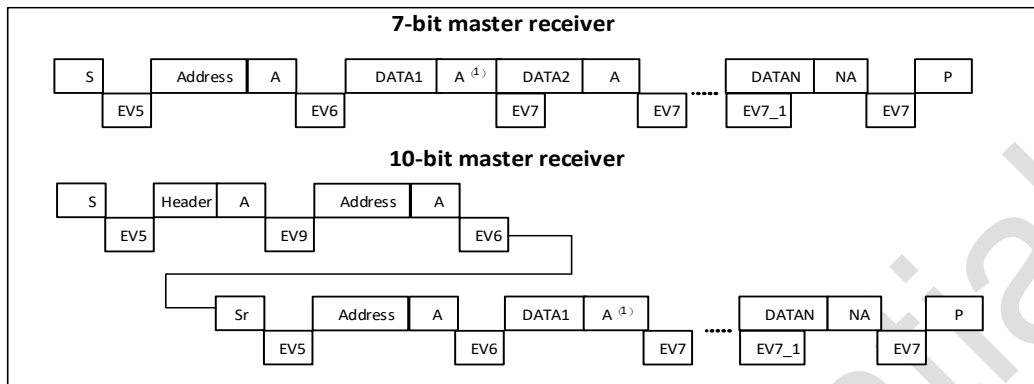 7-bit master receiver
S Address A DATA1 A (1) DATA2 A DATAN NA P
EV5 EV6 EV7 EV7 EV7_1 EV7
10-bit master receiver
S Header A Address A
EV5 EV9 EV6
Sr Address A DATA1 A (1) DATAN NA P
EV5 EV6 EV7 EV7_1 EV7